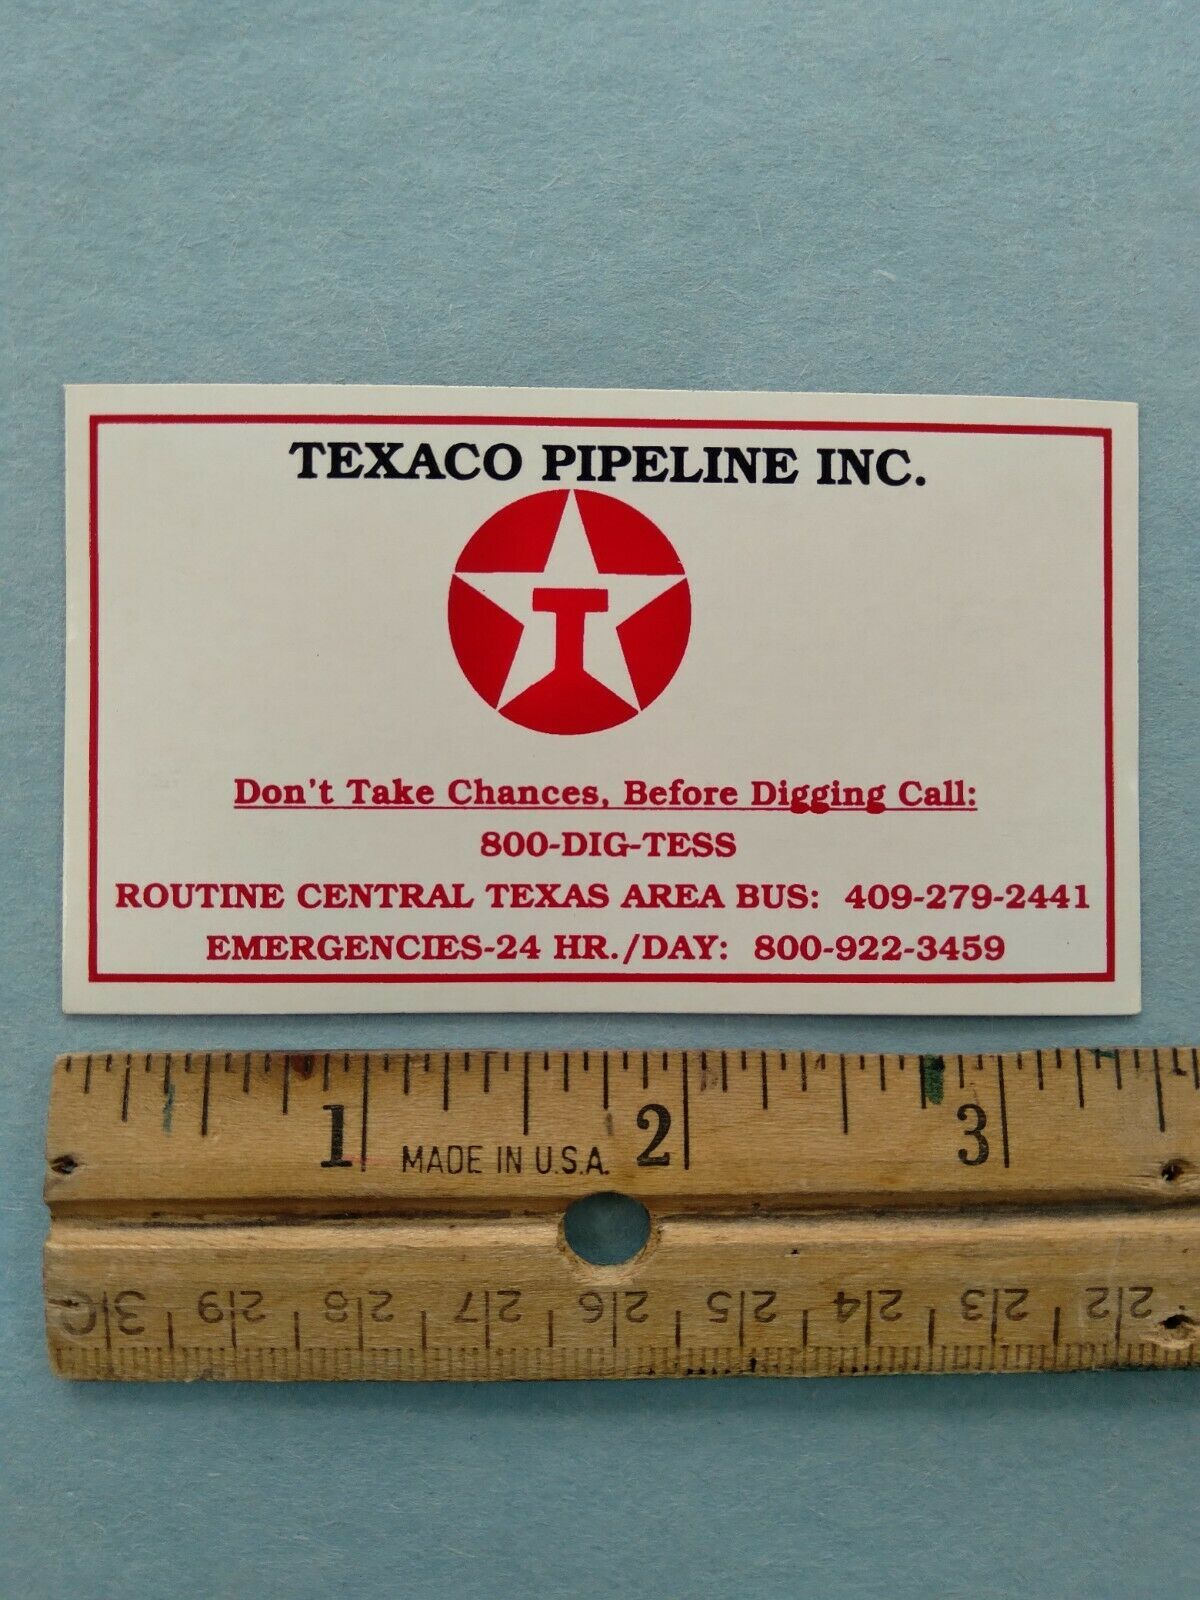 TEXACO PIPELINE INC.
T
Don't Take Chances, Before Digging Call:
800-DIG-TESS
ROUTINE CENTRAL TEXAS AREA BUS: 409-279-2441
EMERGENCIES-24 HR./DAY: 800-922-3459
1 2 3
MADE IN U.S.A.
30 29 28 27 26 25 24 23 22